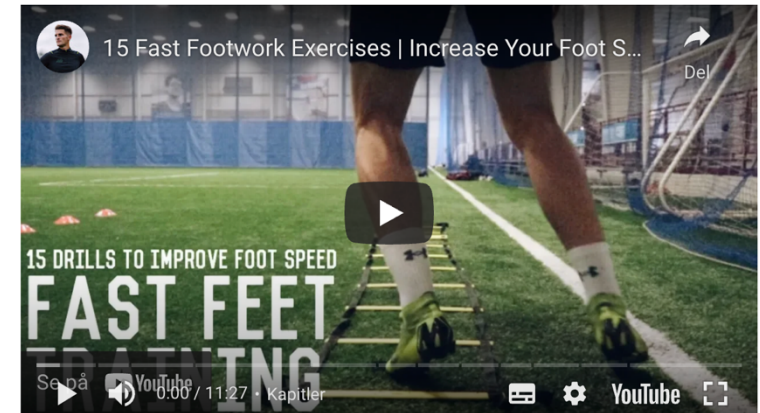 15 Fast Footwork Exercises | Increase Your Foot S...
Del
15 DRILLS TO IMPROVE FOOT SPEED
FAST FEET
TRAINING
Se på YouTube
0:00 / 11:27 • Kapitler
YouTube